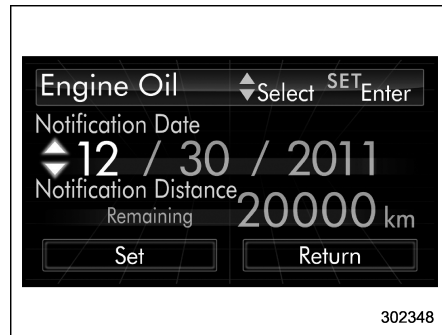 Engine Oil Select SET Enter
Notification Date
12 / 30 / 2011
Notification Distance
Remaining 20000 km
Set Return
302348